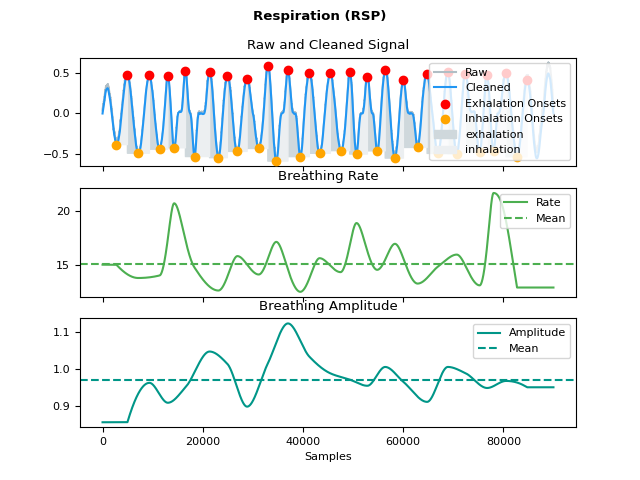 Respiration (RSP)
Raw and Cleaned Signal
0.5
0.0
−0.5
Raw
Cleaned
Exhalation Onsets
Inhalation Onsets
exhalation
inhalation
Breathing Rate
20
15
Rate
Mean
Breathing Amplitude
1.1
1.0
0.9
Amplitude
Mean
0 20000 40000 60000 80000
Samples